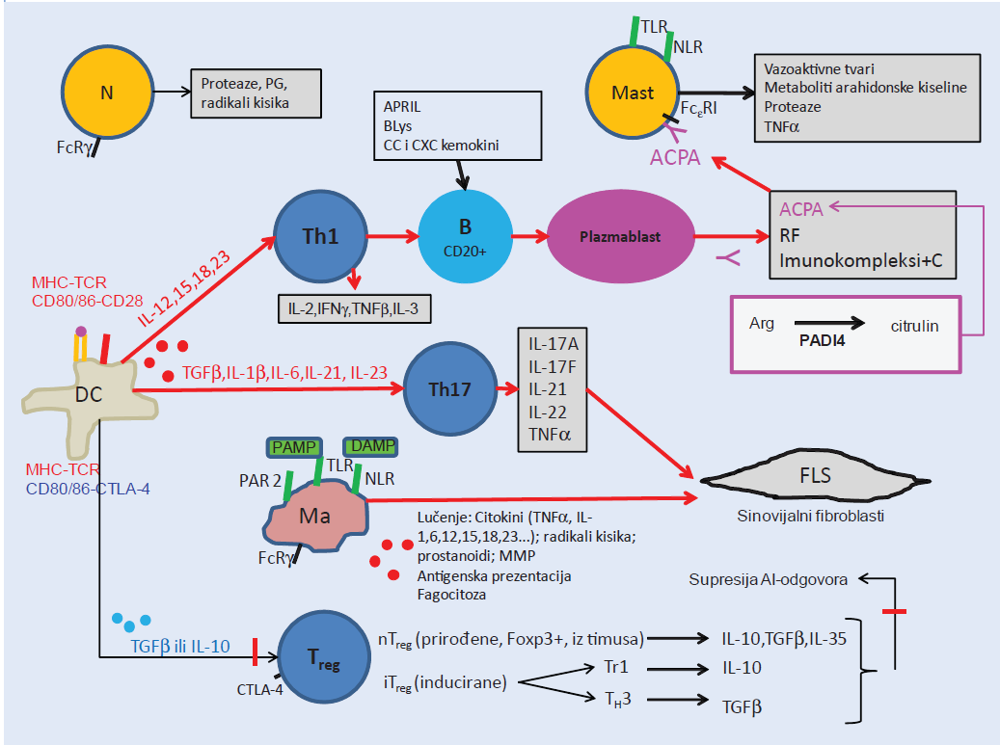 N
FcRγ
Proteaze, PG,
radikali kisika
APRIL
BLys
CC i CXC kemokini
TLR
NLR
Mast
FcεRI
ACPA
Vazoaktivne tvari
Metaboliti arahidonske kiseline
Proteaze
TNFα
MHC-TCR
CD80/86-CD28
IL-12,15,18,23
Th1
B
CD20+
Plazmablast
ACPA
RF
Imunokompleksi+C
IL-2,IFNγ,TNFβ,IL-3
Arg
PADI4
citrulin
DC
TGFβ,IL-1β,IL-6,IL-21, IL-23
Th17
IL-17A
IL-17F
IL-21
IL-22
TNFα
MHC-TCR
CD80/86-CTLA-4
PAMP
DAMP
PAR 2
TLR
NLR
Ma
FcRγ
FLS
Sinovijalni fibroblasti
Lučenje: Citokini (TNFα, IL-
1,6,12,15,18,23...); radikali kisika;
prostanoidi; MMP
Antigenska prezentacija
Fagocitoza
Supresija AI-odgovora
TGFβ ili IL-10
Treg
CTLA-4
nTreg (prirođene, Foxp3+, iz timusa)
IL-10,TGFβ,IL-35
iTreg (inducirane)
Tr1
IL-10
TH3
TGFβ